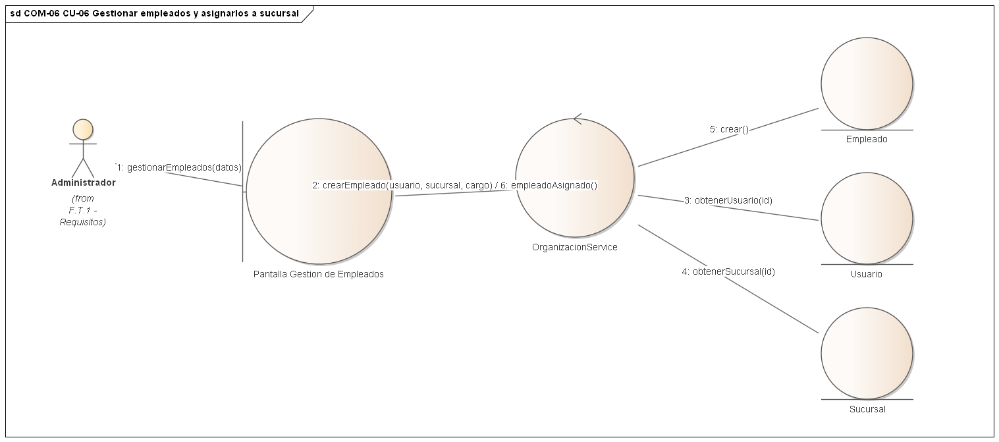 sd COM-06 CU-06 Gestionar empleados y asignarlos a sucursal
Administrador
(from
F.T.1 -
Requisitos)
1: gestionarEmpleados(datos)
Pantalla Gestion de Empleados
2: crearEmpleado(usuario, sucursal, cargo) / 6: empleadoAsignado()
OrganizacionService
5: crear()
Empleado
3: obtenerUsuario(id)
Usuario
4: obtenerSucursal(id)
Sucursal